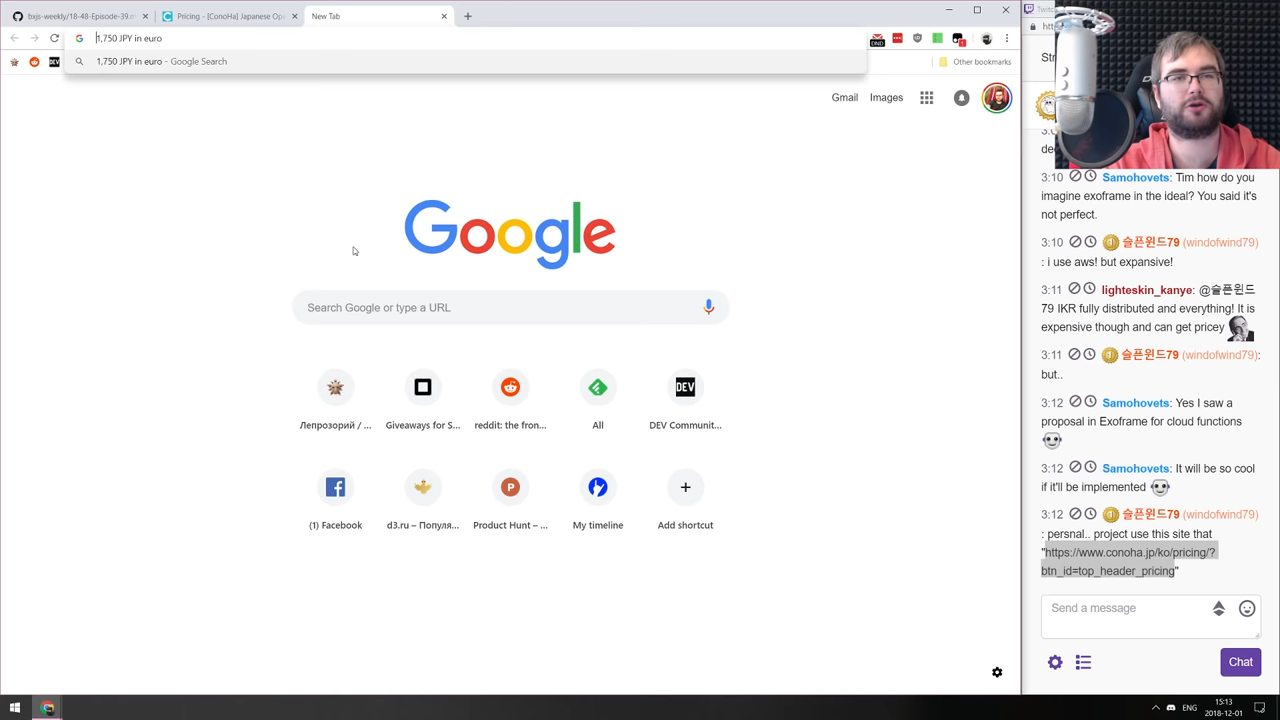 bxjs-weekly/18-48-Episode-39.m
Pricing - [ConoHa] Japanese Ope
New Tab
Twitch
1,750 JPY in euro
DND
1
http
1,750 JPY in euro - Google Search
DEV
Other bookmarks
Gmail
Images
Google
Search Google or type a URL
DEV
Лепрозорий / ...
Giveaways for S...
reddit: the fron...
All
DEV Communit...
(1) Facebook
d3.ru – Популя...
Product Hunt – ...
My timeline
Add shortcut
3:10 Samohovets: Tim how do you
imagine exoframe in the ideal? You said it's
not perfect.
3:10 슬픈윈드79 (windofwind79)
: i use aws! but expansive!
3:11 lighteskin_kanye: @슬픈윈드
79 IKR fully distributed and everything! It is
expensive though and can get pricey
3:11 슬픈윈드79 (windofwind79):
but..
3:12 Samohovets: Yes I saw a
proposal in Exoframe for cloud functions
3:12 Samohovets: It will be so cool
if it'll be implemented
3:12 슬픈윈드79 (windofwind79)
: persnal.. project use this site that
"https://www.conoha.jp/ko/pricing/?
btn_id=top_header_pricing"
Send a message
Chat
ENG
15:13
2018-12-01